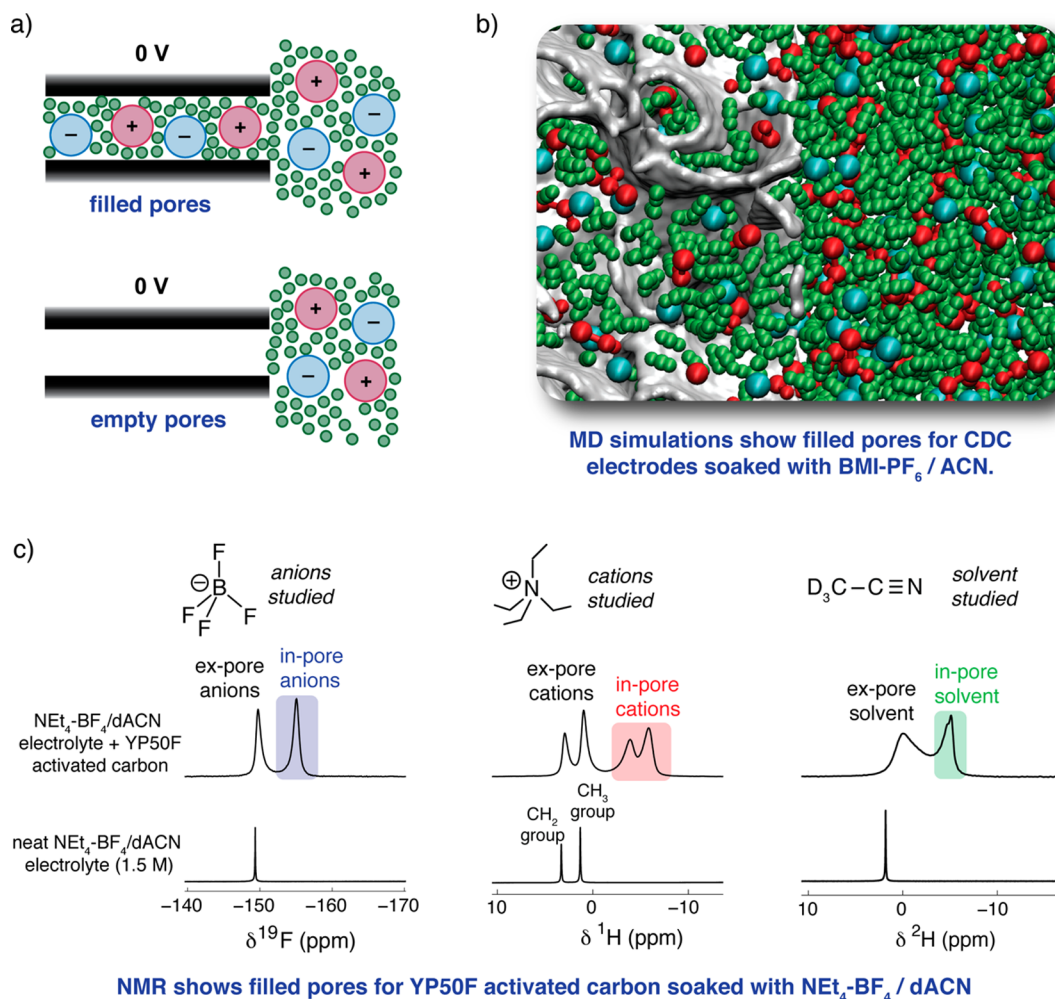 a)
0 V
+
+
−
−
+
−
+
−
+
filled pores
0 V
+
−
−
+
empty pores
b)
MD simulations show filled pores for CDC
electrodes soaked with BMI-PF₆ / ACN.
c)
F
⊖
B
F
F
F
anions
studied
⊕
N
cations
studied
D₃C–C≡N
solvent
studied
ex-pore
anions
in-pore
anions
ex-pore
cations
in-pore
cations
ex-pore
solvent
in-pore
solvent
NEt₄-BF₄/dACN
electrolyte + YP50F
activated carbon
neat NEt₄-BF₄/dACN
electrolyte (1.5 M)
CH₂
group
CH₃
group
−140 −150 −160 −170
δ ¹⁹F (ppm)
10 0 −10
δ ¹H (ppm)
10 0 −10
δ ²H (ppm)
NMR shows filled pores for YP50F activated carbon soaked with NEt₄-BF₄ / dACN